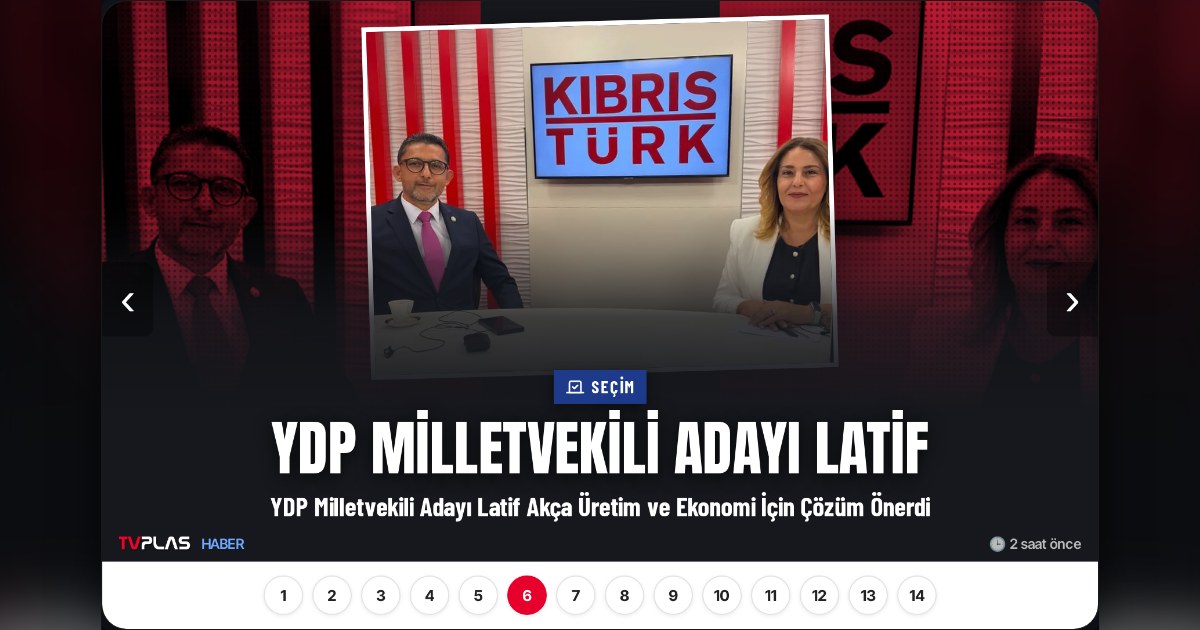 KIBRIS
TÜRK
S
K
‹
›
SEÇİM
YDP MİLLETVEKİLİ ADAYI LATİF
YDP Milletvekili Adayı Latif Akça Üretim ve Ekonomi İçin Çözüm Önerdi
TVPLAS HABER
2 saat önce
1 2 3 4 5 6 7 8 9 10 11 12 13 14